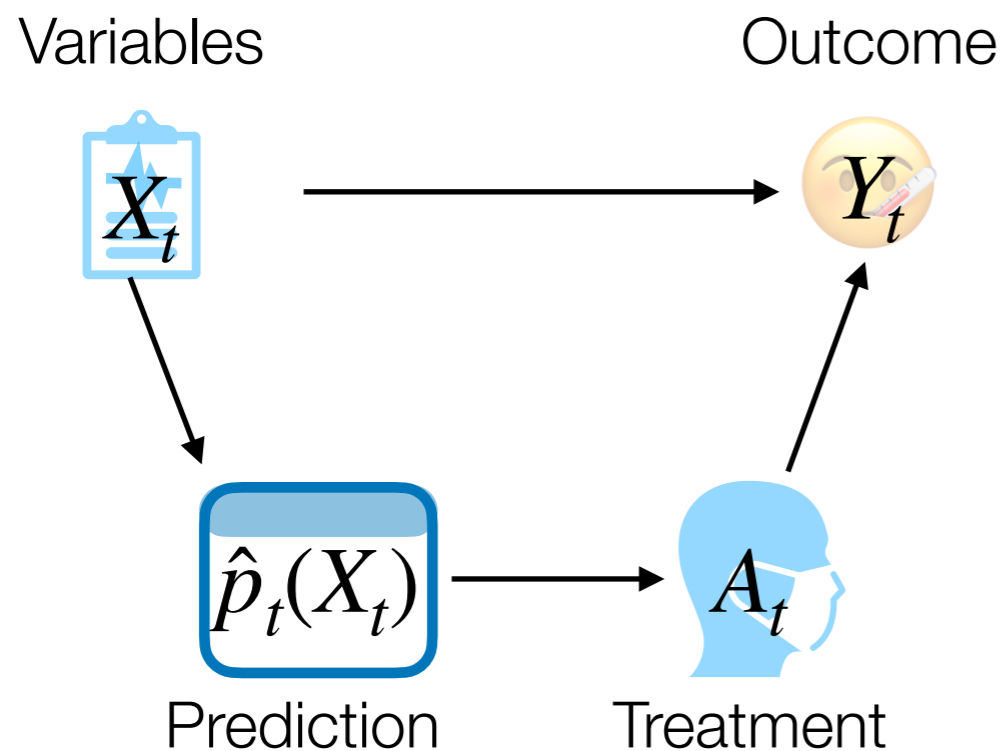 Variables
Outcome
X_t
Y_t
p̂_t(X_t)
A_t
Prediction
Treatment